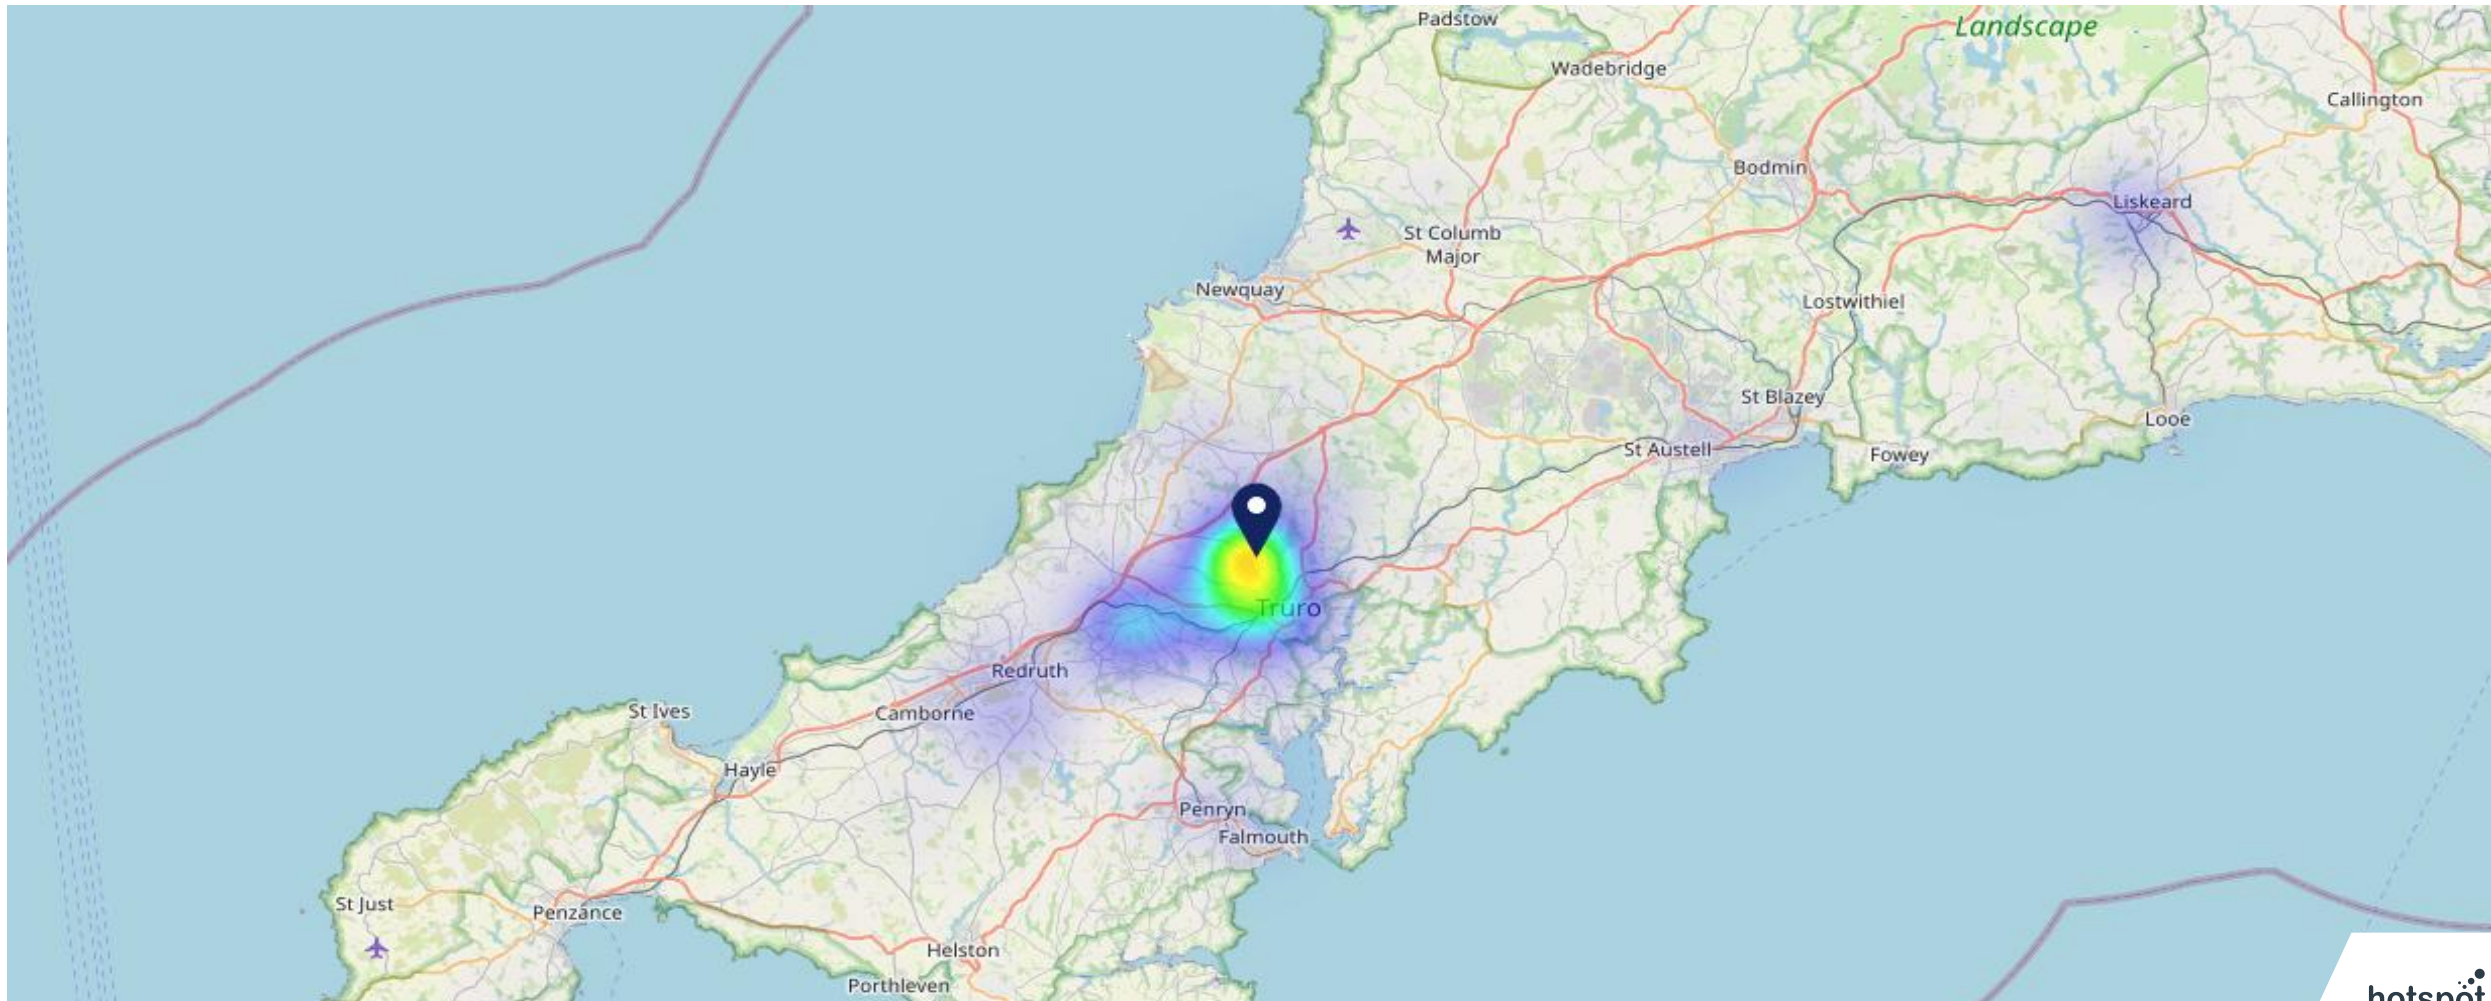 Padstow
Landscape
Wadebridge
Callington
Bodmin
Liskeard
St Columb
Major
Newquay
Lostwithiel
St Blazey
Looe
St Austell
Fowey
Truro
Redruth
St Ives
Camborne
Hayle
Penryn
Falmouth
St Just
Penzance
Helston
Porthleven
hotspot